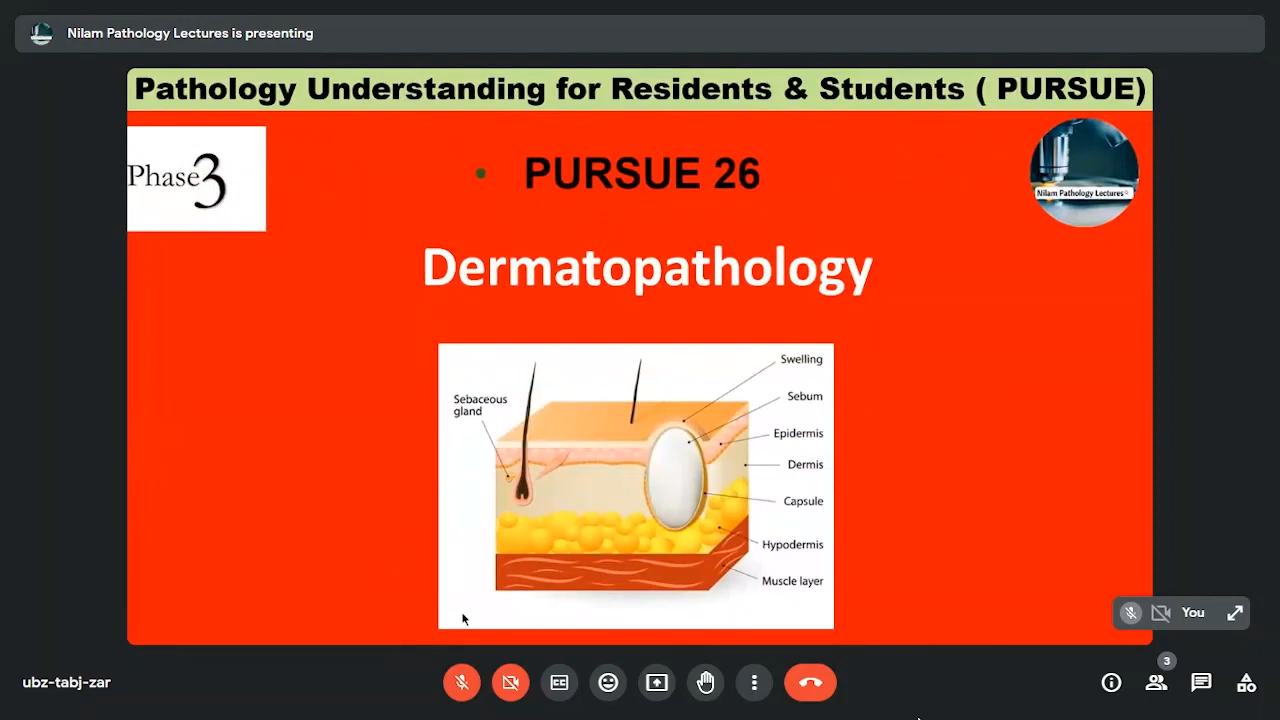 Nilam Pathology Lectures is presenting
Pathology Understanding for Residents & Students ( PURSUE)
Phase3
• PURSUE 26
Nilam Pathology Lectures
Dermatopathology
Swelling
Sebaceous
gland
Sebum
Epidermis
Dermis
Capsule
Hypodermis
Muscle layer
You
3
ubz-tabj-zar
CC